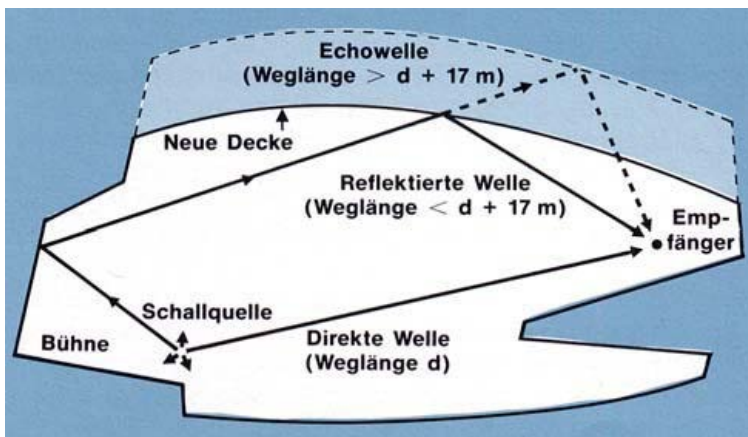 Echowelle
(Weglänge > d + 17 m)
Neue Decke
Reflektierte Welle
(Weglänge < d + 17 m)
Emp-
fänger
Schallquelle
Bühne
Direkte Welle
(Weglänge d)